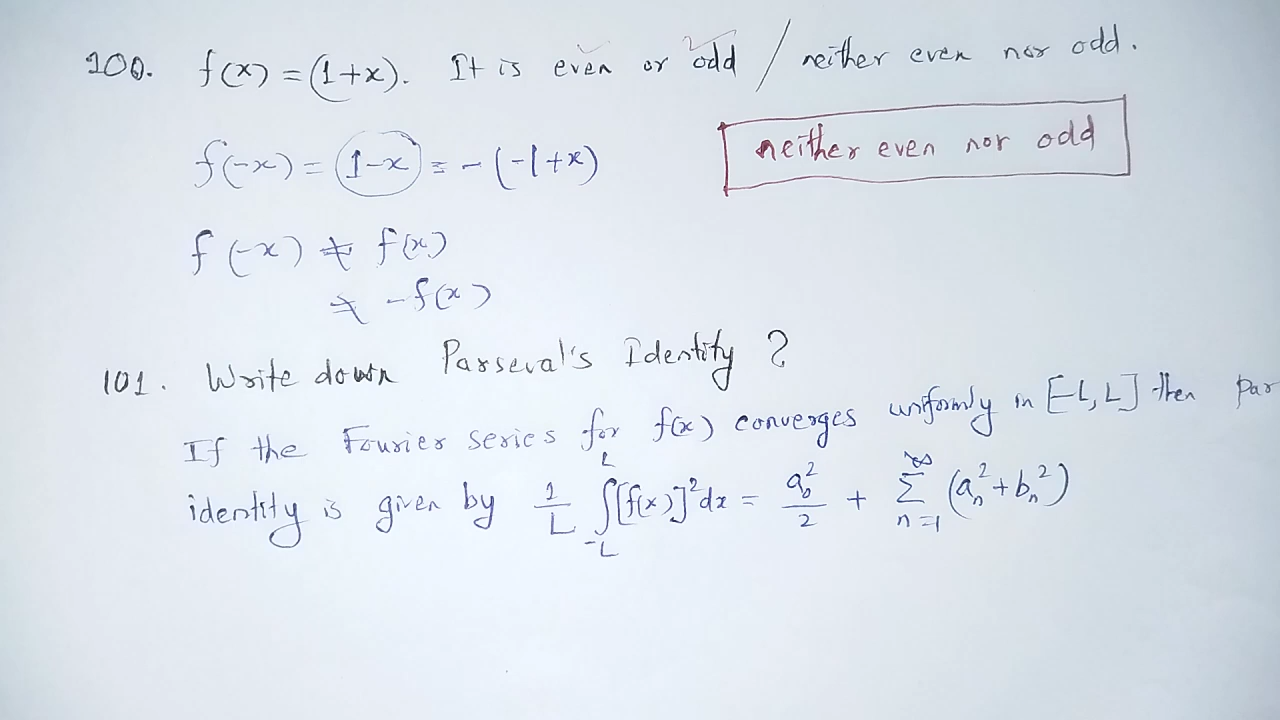 100. f(x) = (1+x). It is even or odd / neither even nor odd.
f(-x) = (1-x) = -(-1+x)
neither even nor odd
f(-x) ≠ f(x)
≠ -f(x)
101. Write down Parseval's Identity ?
If the Fourier series for f(x) converges uniformly in [-L, L] then par
identity is given by 1/L ∫_{-L}^{L} [f(x)]² dx = a₀²/2 + ∑_{n=1}^{∞} (aₙ² + bₙ²)